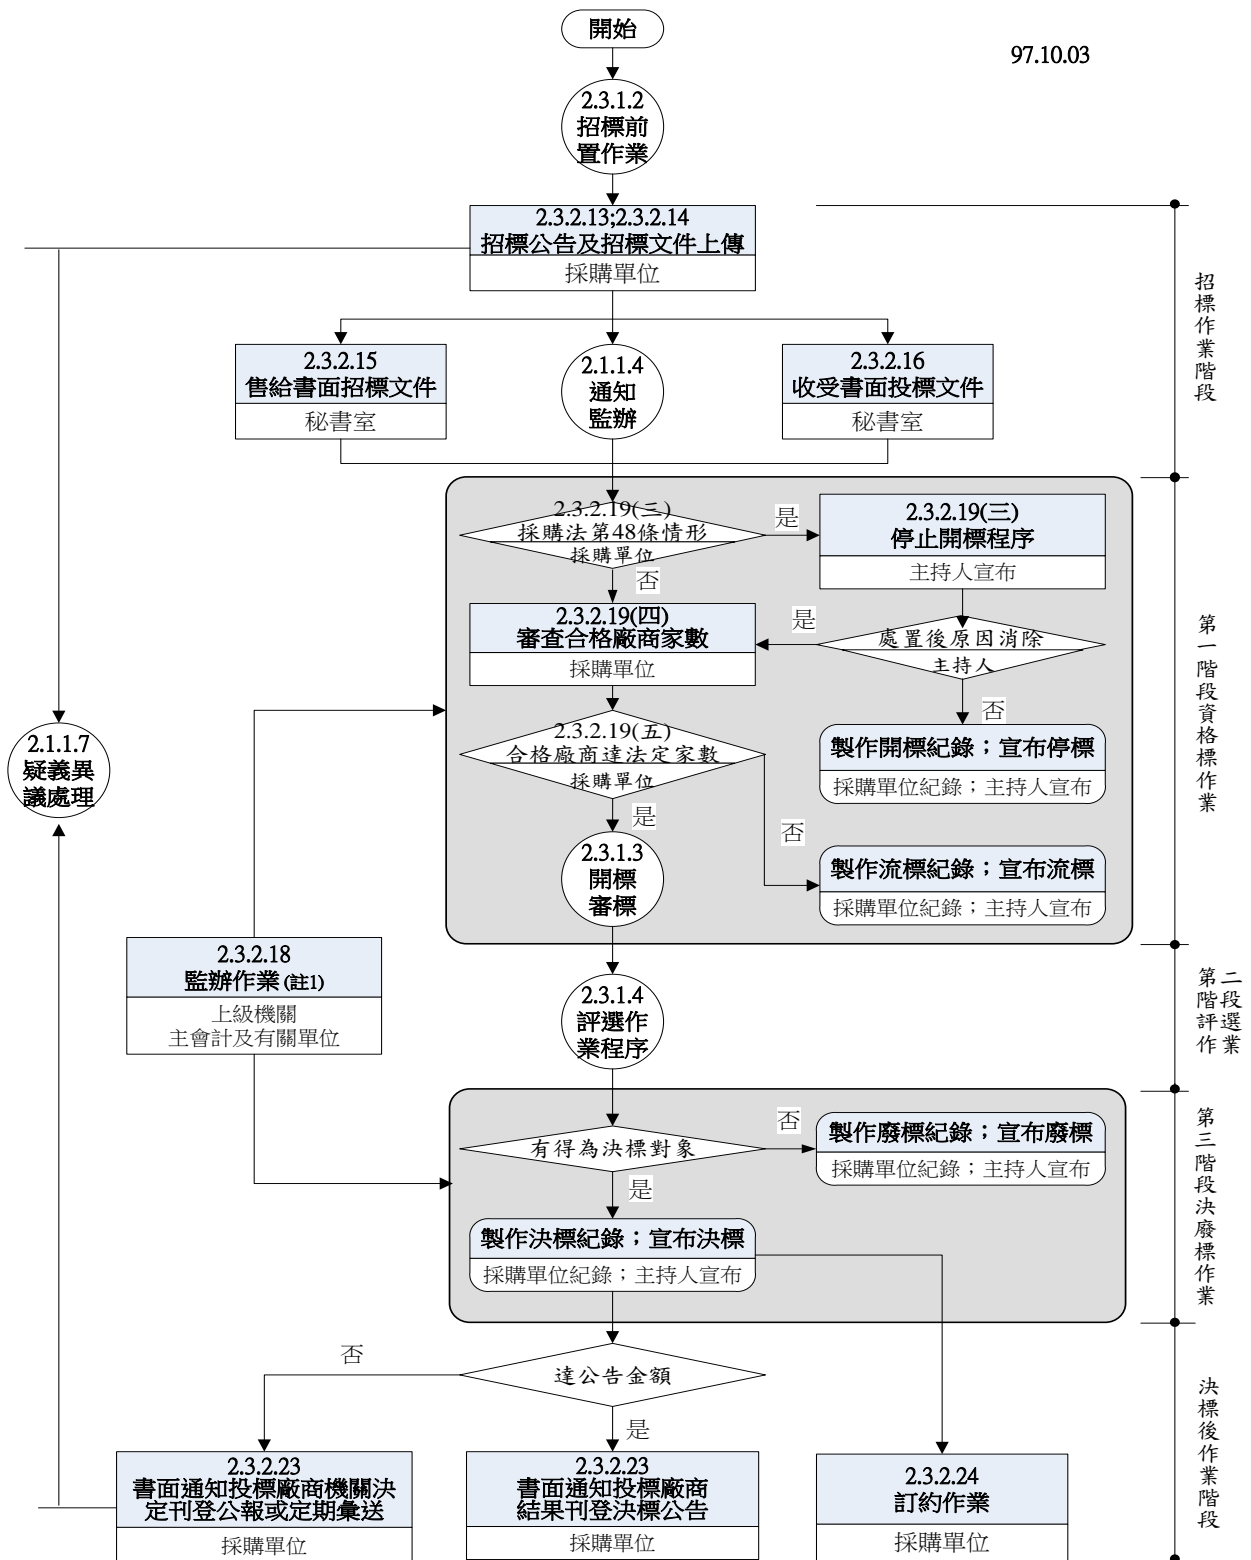 開始
97.10.03
2.3.1.2
招標前
置作業
2.3.2.13;2.3.2.14
招標公告及招標文件上傳
採購單位
招標作業階段
2.3.2.15
售給書面招標文件
秘書室
2.1.1.4
通知
監辦
2.3.2.16
收受書面投標文件
秘書室
2.3.2.19(三)
採購法第48條情形
採購單位
是
否
2.3.2.19(三)
停止開標程序
主持人宣布
2.3.2.19(四)
審查合格廠商家數
採購單位
是
處置後原因消除
主持人
否
第一階段資格標作業
2.3.2.19(五)
合格廠商達法定家數
採購單位
是
否
製作開標紀錄；宣布停標
採購單位紀錄；主持人宣布
2.1.1.7
疑義異
議處理
2.3.1.3
開標
審標
製作流標紀錄；宣布流標
採購單位紀錄；主持人宣布
2.3.2.18
監辦作業(註1)
上級機關
主會計及有關單位
2.3.1.4
評選作
業程序
第二階段評選作業
有得為決標對象
否
是
製作廢標紀錄；宣布廢標
採購單位紀錄；主持人宣布
第三階段決廢標作業
製作決標紀錄；宣布決標
採購單位紀錄；主持人宣布
達公告金額
否
是
決標後作業階段
2.3.2.23
書面通知投標廠商機關決
定刊登公報或定期彙送
採購單位
2.3.2.23
書面通知投標廠商
結果刊登決標公告
採購單位
2.3.2.24
訂約作業
採購單位